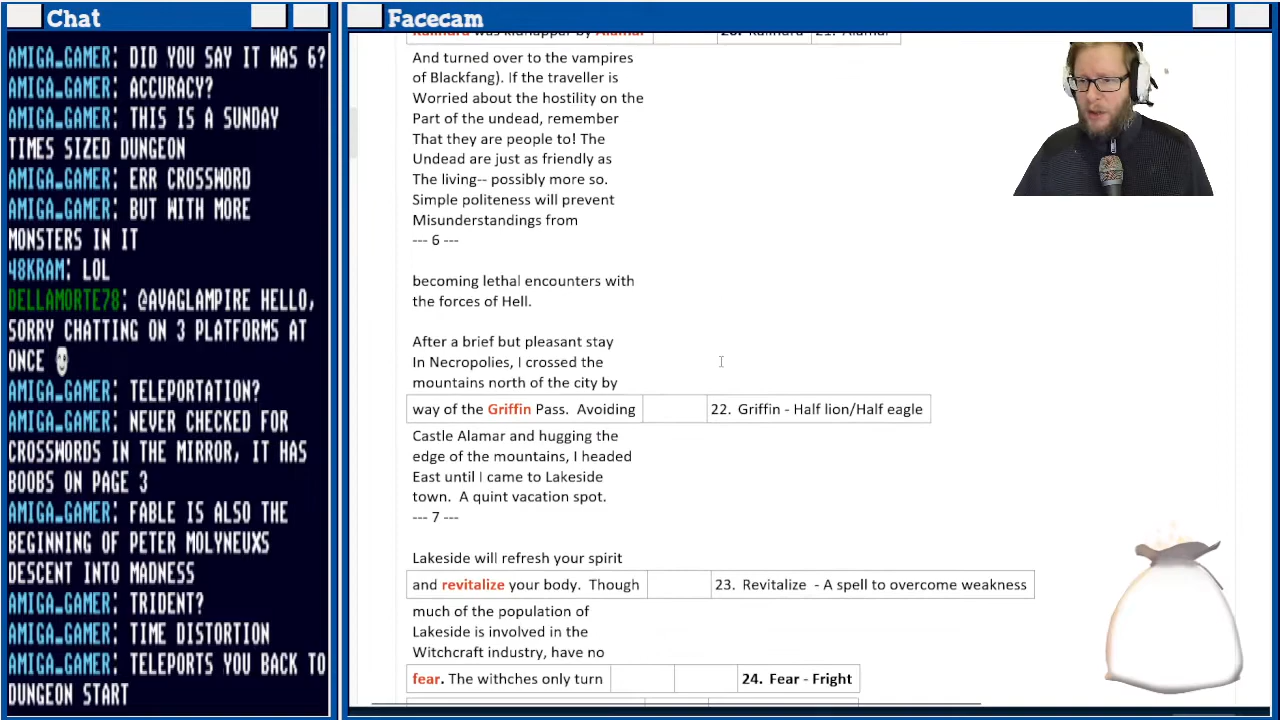 Chat
AMIGA_GAMER: DID YOU SAY IT WAS 6?
AMIGA_GAMER: ACCURACY?
AMIGA_GAMER: THIS IS A SUNDAY
TIMES SIZED DUNGEON
AMIGA_GAMER: ERR CROSSWORD
AMIGA_GAMER: BUT WITH MORE
MONSTERS IN IT
48KRAM: LOL
DELLAMORTE78: @AVAGLAMPIRE HELLO,
SORRY CHATTING ON 3 PLATFORMS AT
ONCE
AMIGA_GAMER: TELEPORTATION?
AMIGA_GAMER: NEVER CHECKED FOR
CROSSWORDS IN THE MIRROR, IT HAS
BOOBS ON PAGE 3
AMIGA_GAMER: FABLE IS ALSO THE
BEGINNING OF PETER MOLYNEUXS
DESCENT INTO MADNESS
AMIGA_GAMER: TRIDENT?
AMIGA_GAMER: TIME DISTORTION
AMIGA_GAMER: TELEPORTS YOU BACK TO
DUNGEON START
Facecam
was kidnapper by Alamar
And turned over to the vampires
of Blackfang). If the traveller is
Worried about the hostility on the
Part of the undead, remember
That they are people to! The
Undead are just as friendly as
The living-- possibly more so.
Simple politeness will prevent
Misunderstandings from
--- 6 ---
becoming lethal encounters with
the forces of Hell.
After a brief but pleasant stay
In Necropolies, I crossed the
mountains north of the city by
way of the Griffin Pass. Avoiding 22. Griffin - Half lion/Half eagle
Castle Alamar and hugging the
edge of the mountains, I headed
East until I came to Lakeside
town. A quint vacation spot.
--- 7 ---
Lakeside will refresh your spirit
and revitalize your body. Though 23. Revitalize - A spell to overcome weakness
much of the population of
Lakeside is involved in the
Witchcraft industry, have no
fear. The withches only turn 24. Fear - Fright